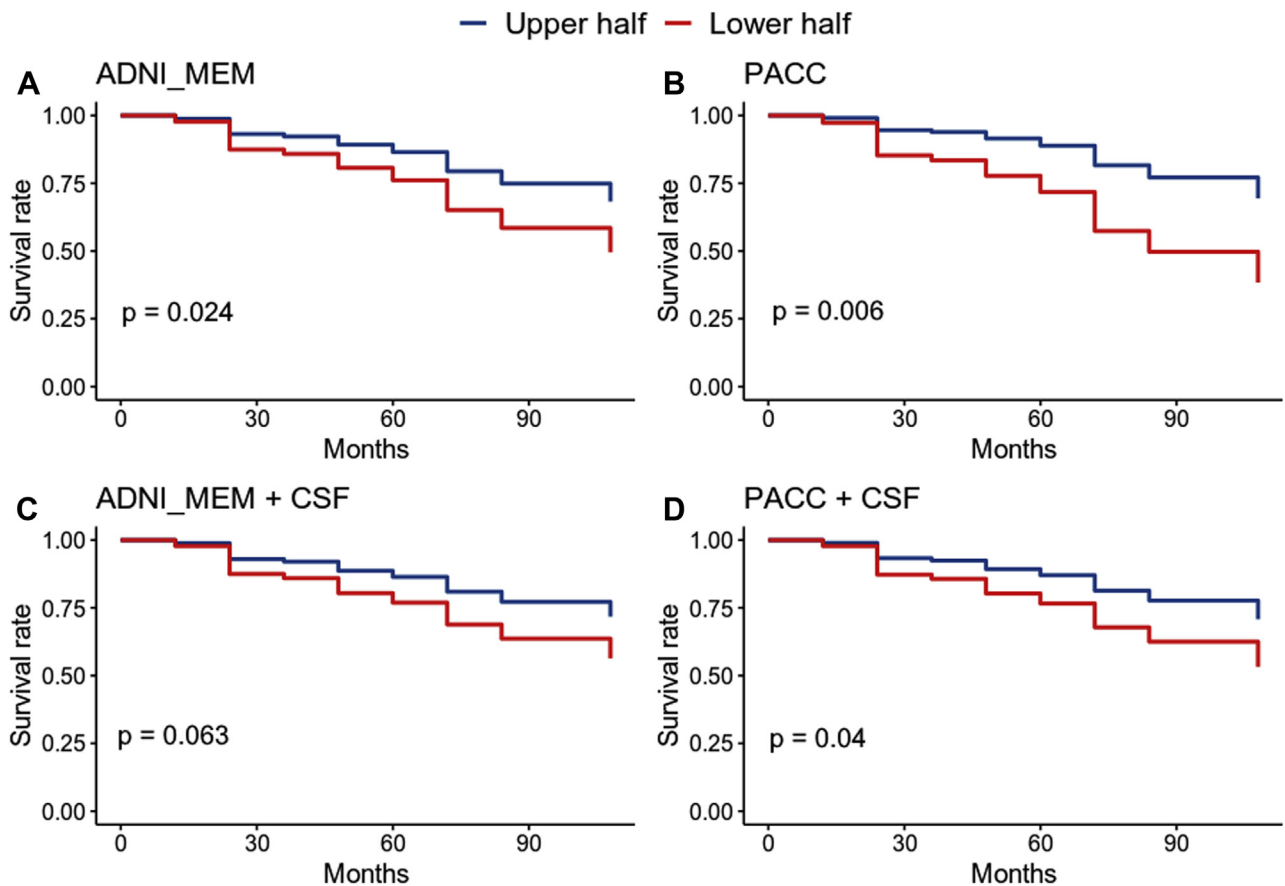 Upper half Lower half
A ADNI_MEM
1.00
0.75
0.50
0.25
0.00
Survival rate
p = 0.024
0 30 60 90
Months
B PACC
1.00
0.75
0.50
0.25
0.00
Survival rate
p = 0.006
0 30 60 90
Months
C ADNI_MEM + CSF
1.00
0.75
0.50
0.25
0.00
Survival rate
p = 0.063
0 30 60 90
Months
D PACC + CSF
1.00
0.75
0.50
0.25
0.00
Survival rate
p = 0.04
0 30 60 90
Months